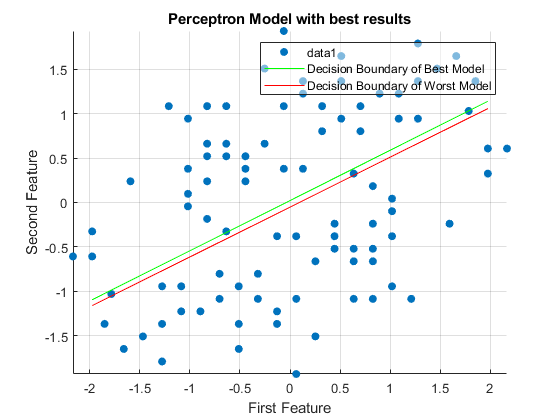 Perceptron Model with best results
data1
Decision Boundary of Best Model
Decision Boundary of Worst Model
Second Feature
1.5
1
0.5
0
-0.5
-1
-1.5
-2
-1.5
-1
-0.5
0
0.5
1
1.5
2
First Feature